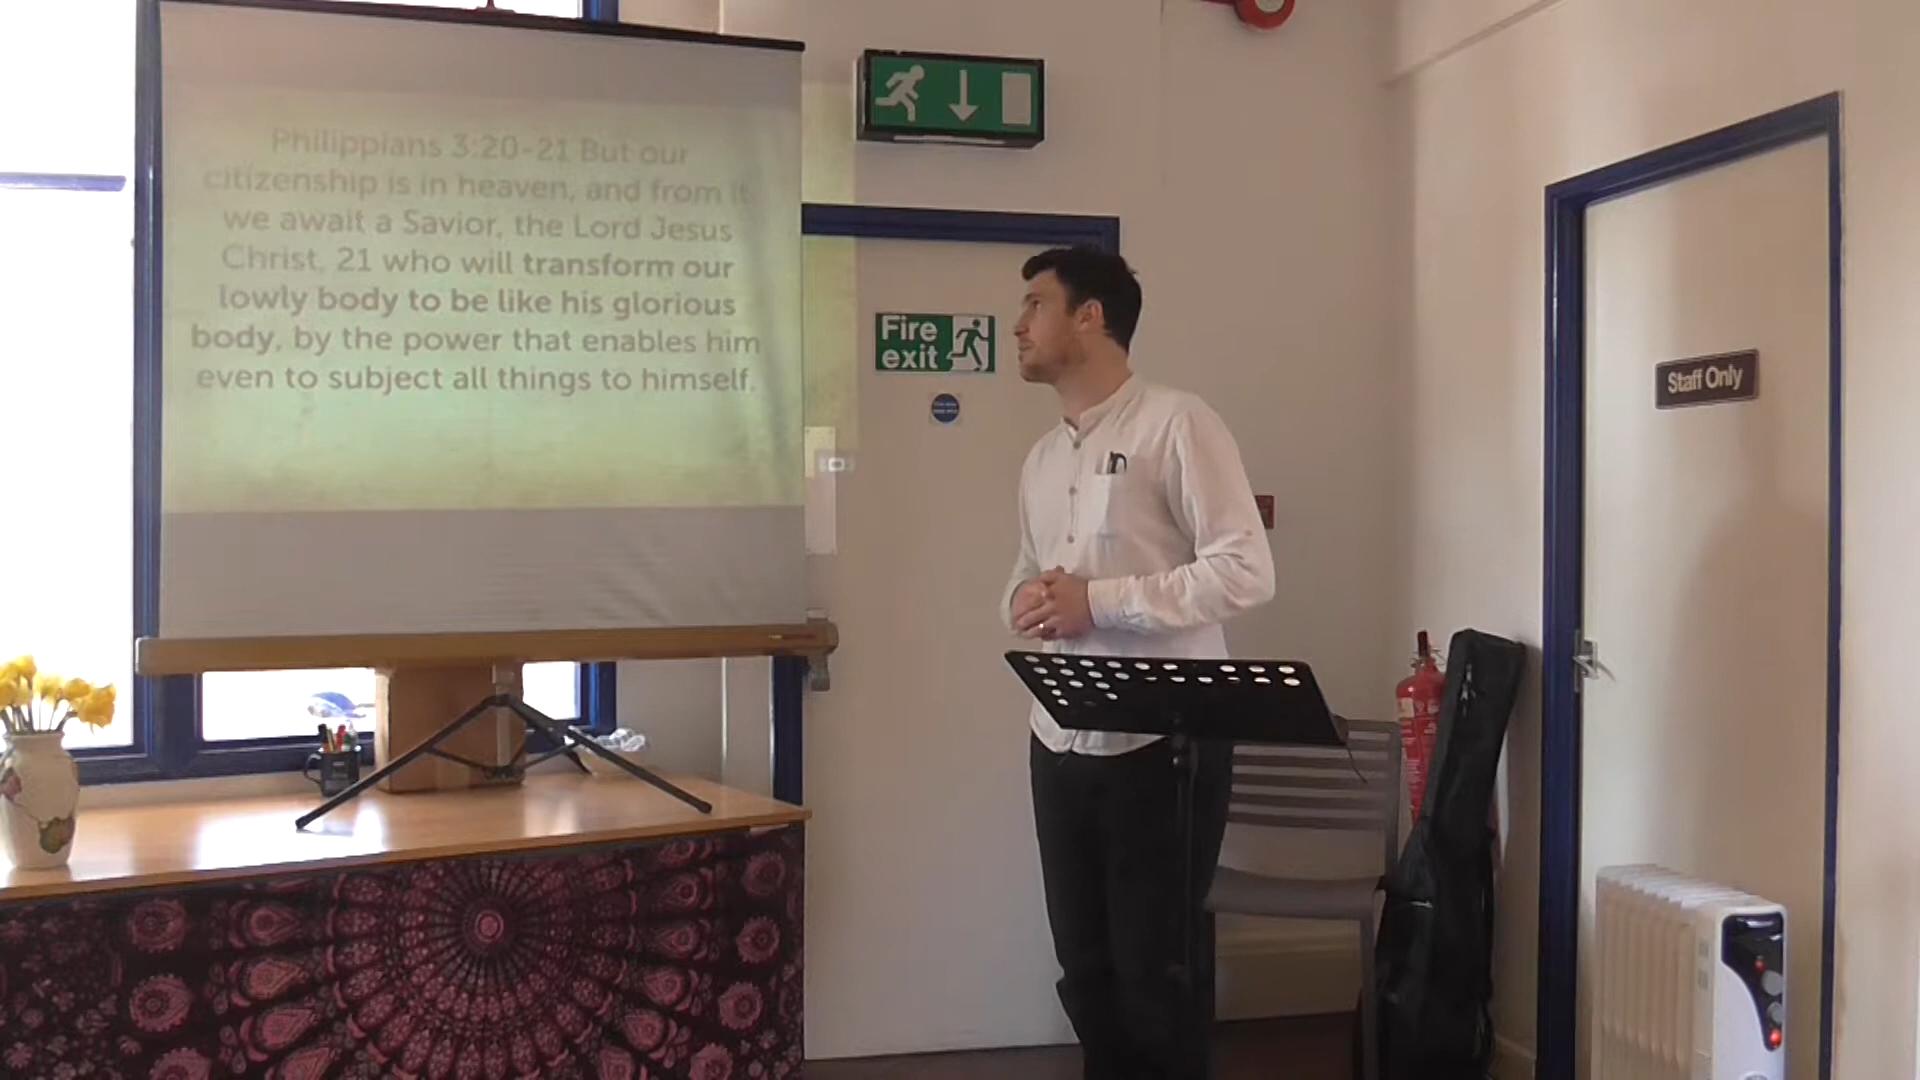 Philippians 3:20-21 But our
citizenship is in heaven, and from it
we await a Savior, the Lord Jesus
Christ, 21 who will transform our
lowly body to be like his glorious
body, by the power that enables him
even to subject all things to himself.
Fire
exit
Staff Only